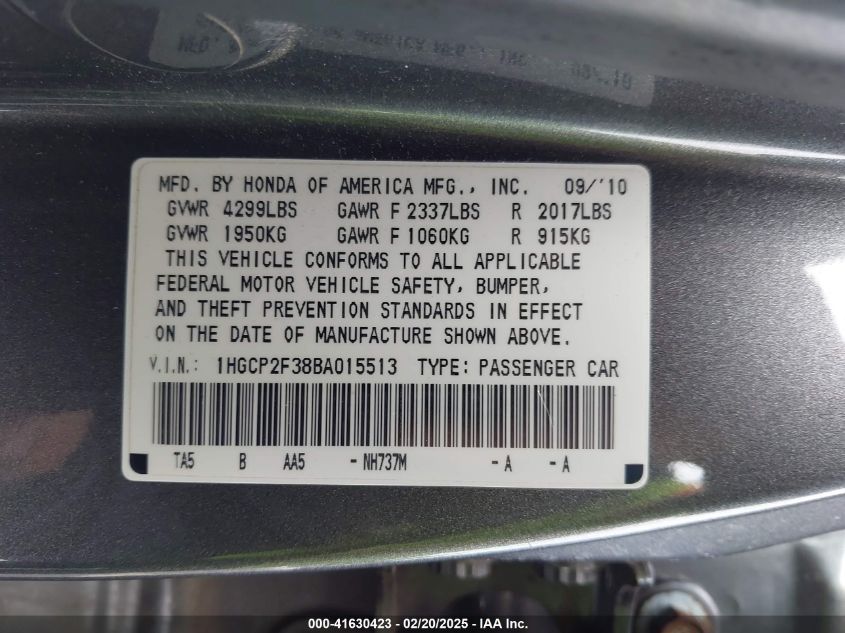 MFD. BY HONDA OF AMERICA MFG., INC. 09/'10
GVWR 4299LBS GAWR F 2337LBS R 2017LBS
GVWR 1950KG GAWR F 1060KG R 915KG
THIS VEHICLE CONFORMS TO ALL APPLICABLE
FEDERAL MOTOR VEHICLE SAFETY, BUMPER,
AND THEFT PREVENTION STANDARDS IN EFFECT
ON THE DATE OF MANUFACTURE SHOWN ABOVE.
V.I.N.: 1HGCP2F38BA015513 TYPE: PASSENGER CAR
TA5 B AA5 - NH737M - A - A
000-41630423 - 02/20/2025 - IAAI Inc.